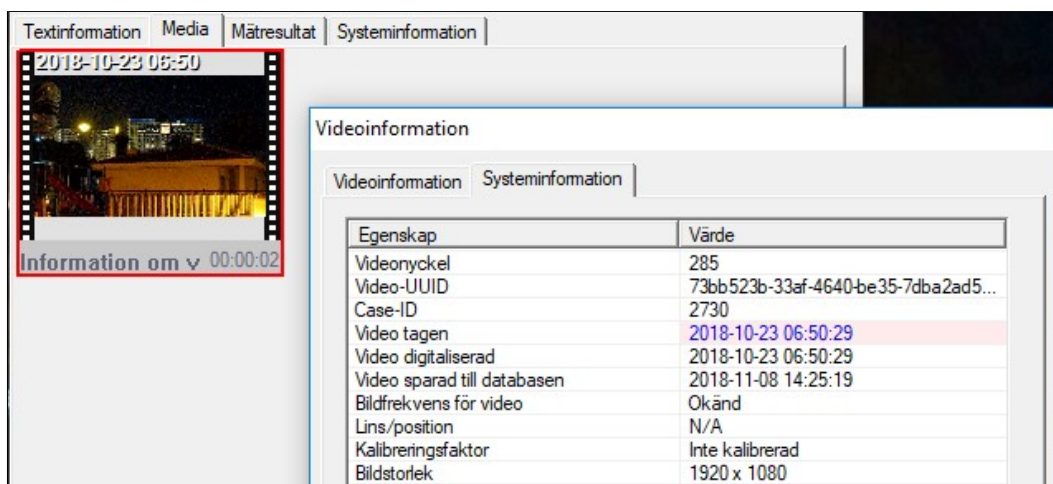 Textinformation Media Mätresultat Systeminformation
2018-10-23 06:50
Information om v 00:00:02
Videoinformation
Videoinformation Systeminformation
Egenskap Värde
Videonyckel 285
Video-UUID 73bb523b-33af-4640-be35-7dba2ad5...
Case-ID 2730
Video tagen 2018-10-23 06:50:29
Video digitaliserad 2018-10-23 06:50:29
Video sparad till databasen 2018-11-08 14:25:19
Bildfrekvens för video Okänd
Lins/position N/A
Kalibreringsfaktor Inte kalibrerad
Bildstorlek 1920 x 1080